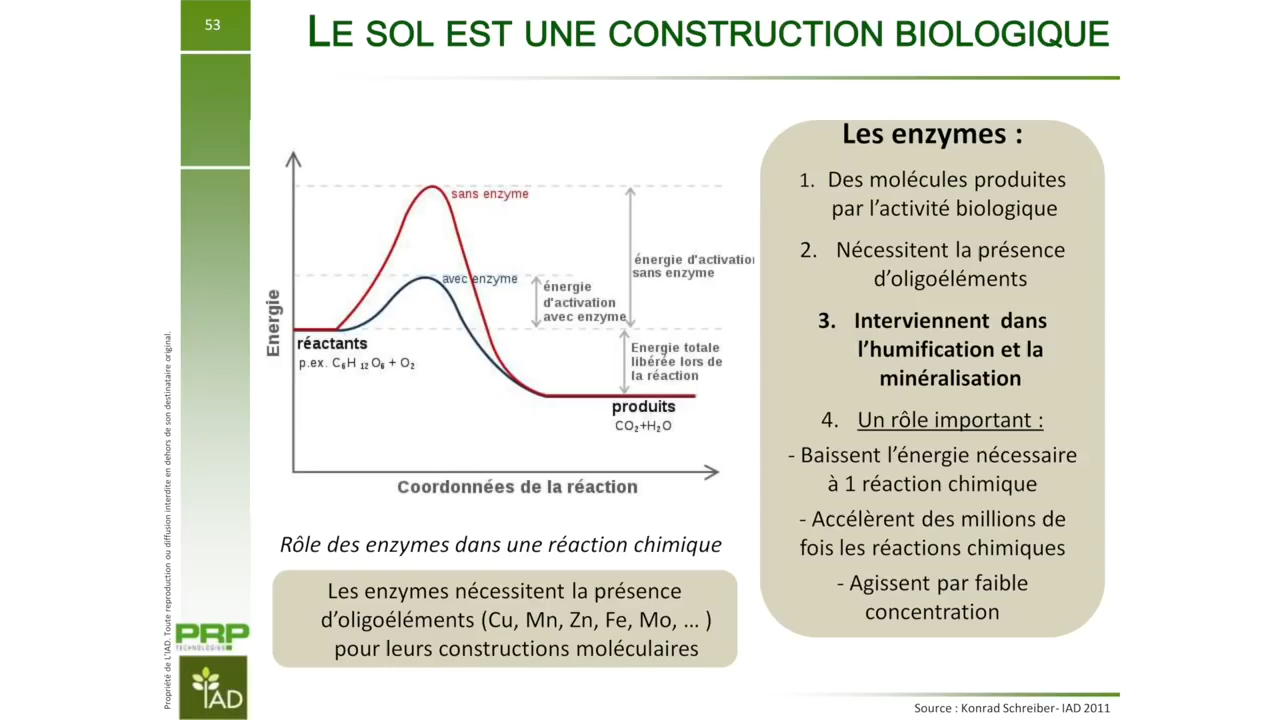 53
LE SOL EST UNE CONSTRUCTION BIOLOGIQUE
sans enzyme
avec enzyme
énergie d'activation
sans enzyme
énergie
d'activation
avec enzyme
Energie
réactants
p.ex. C₆H ₁₂ O₆ + O₂
Energie totale
libérée lors de
la réaction
produits
CO₂+H₂O
Coordonnées de la réaction
Rôle des enzymes dans une réaction chimique
Les enzymes nécessitent la présence
d’oligoéléments (Cu, Mn, Zn, Fe, Mo, ... )
pour leurs constructions moléculaires
Les enzymes :
1. Des molécules produites
par l’activité biologique
2. Nécessitent la présence
d’oligoéléments
3. Interviennent dans
l’humification et la
minéralisation
4. Un rôle important :
- Baissent l’énergie nécessaire
à 1 réaction chimique
- Accélèrent des millions de
fois les réactions chimiques
- Agissent par faible
concentration
Propriété de L’IAD. Toute reproduction ou diffusion interdite en dehors de son destinataire original.
PRP
TECHNOLOGIES
IAD
Source : Konrad Schreiber- IAD 2011